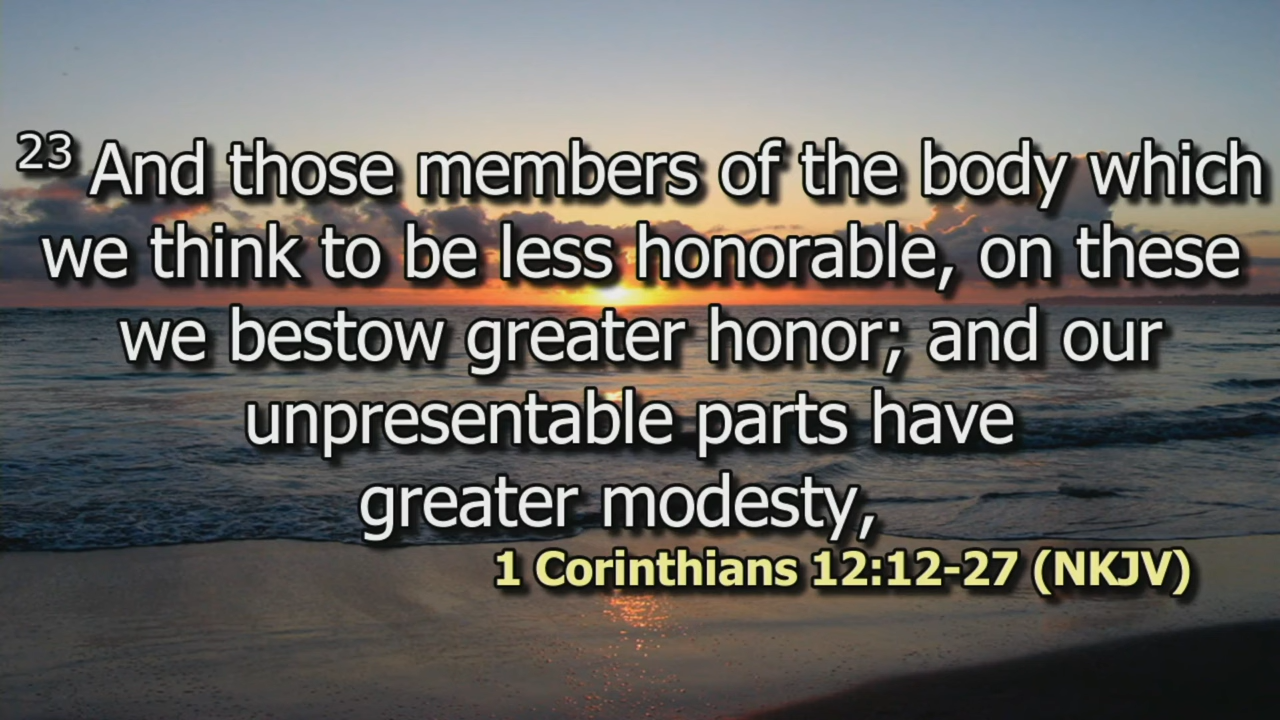 23 And those members of the body which
we think to be less honorable, on these
we bestow greater honor; and our
unpresentable parts have
greater modesty,
1 Corinthians 12:12-27 (NKJV)